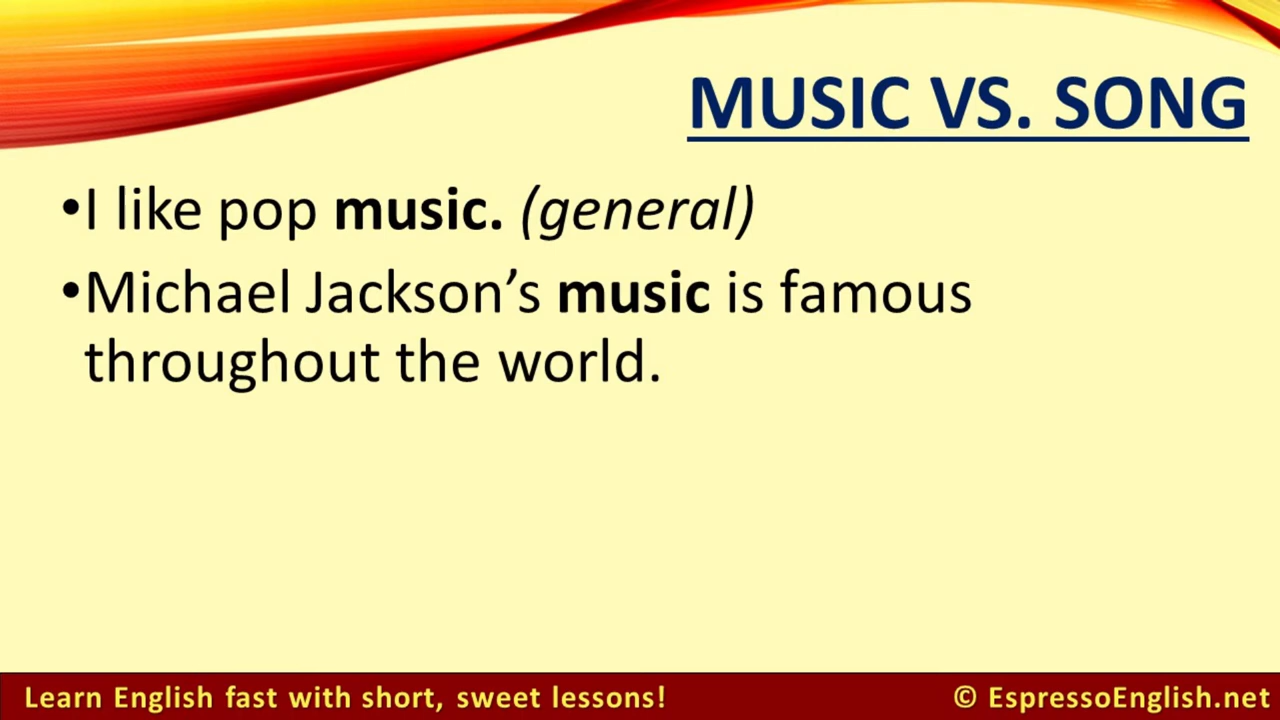 MUSIC VS. SONG
•I like pop music. (general)
•Michael Jackson’s music is famous
throughout the world.
Learn English fast with short, sweet lessons!
© EspressoEnglish.net